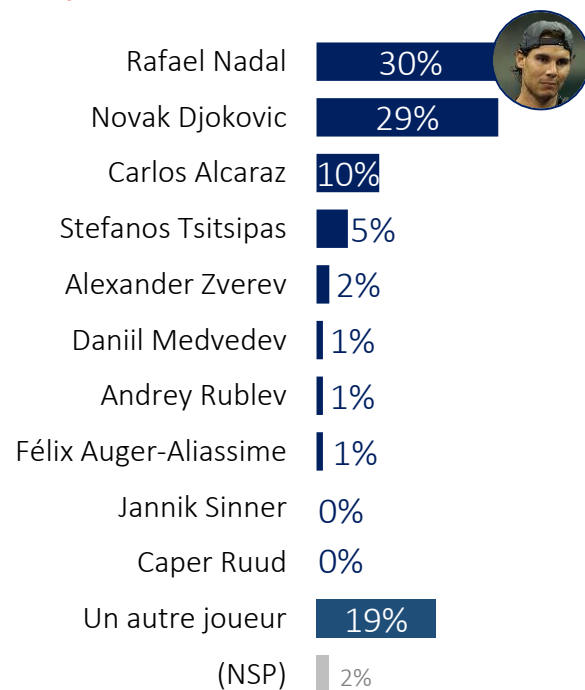 Rafael Nadal 30%
Novak Djokovic 29%
Carlos Alcaraz 10%
Stefanos Tsitsipas 5%
Alexander Zverev 2%
Daniil Medvedev 1%
Andrey Rublev 1%
Félix Auger-Aliassime 1%
Jannik Sinner 0%
Caper Ruud 0%
Un autre joueur 19%
(NSP) 2%